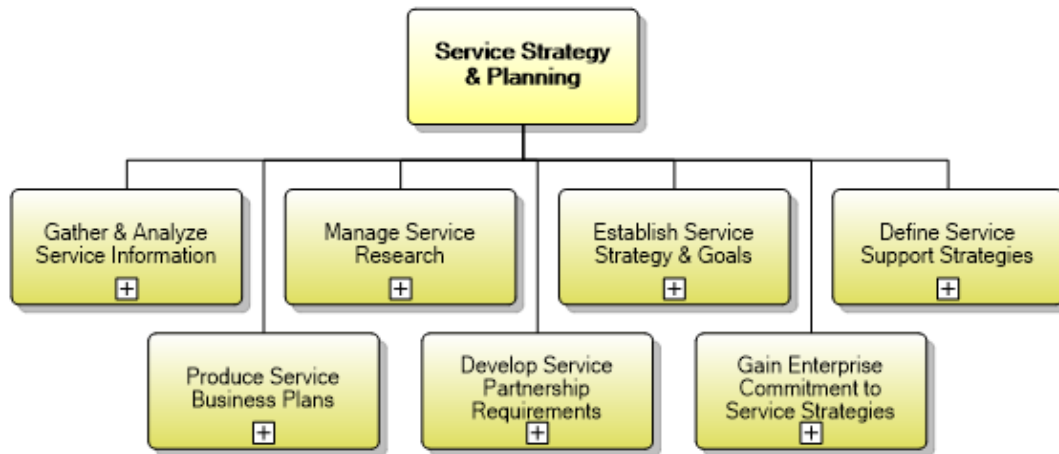 Service Strategy
& Planning
Gather & Analyze
Service Information
Manage Service
Research
Establish Service
Strategy & Goals
Define Service
Support Strategies
Produce Service
Business Plans
Develop Service
Partnership
Requirements
Gain Enterprise
Commitment to
Service Strategies